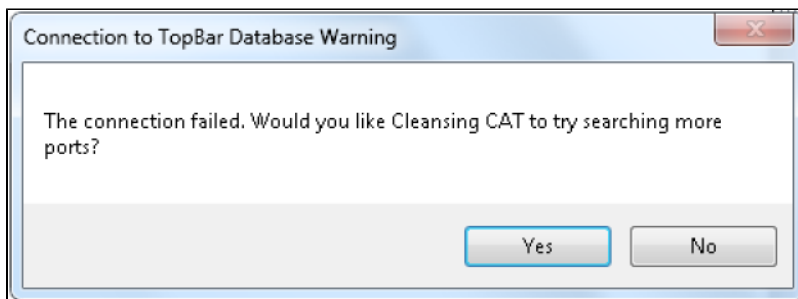 Connection to TopBar Database Warning
The connection failed. Would you like Cleansing CAT to try searching more
ports?
Yes
No